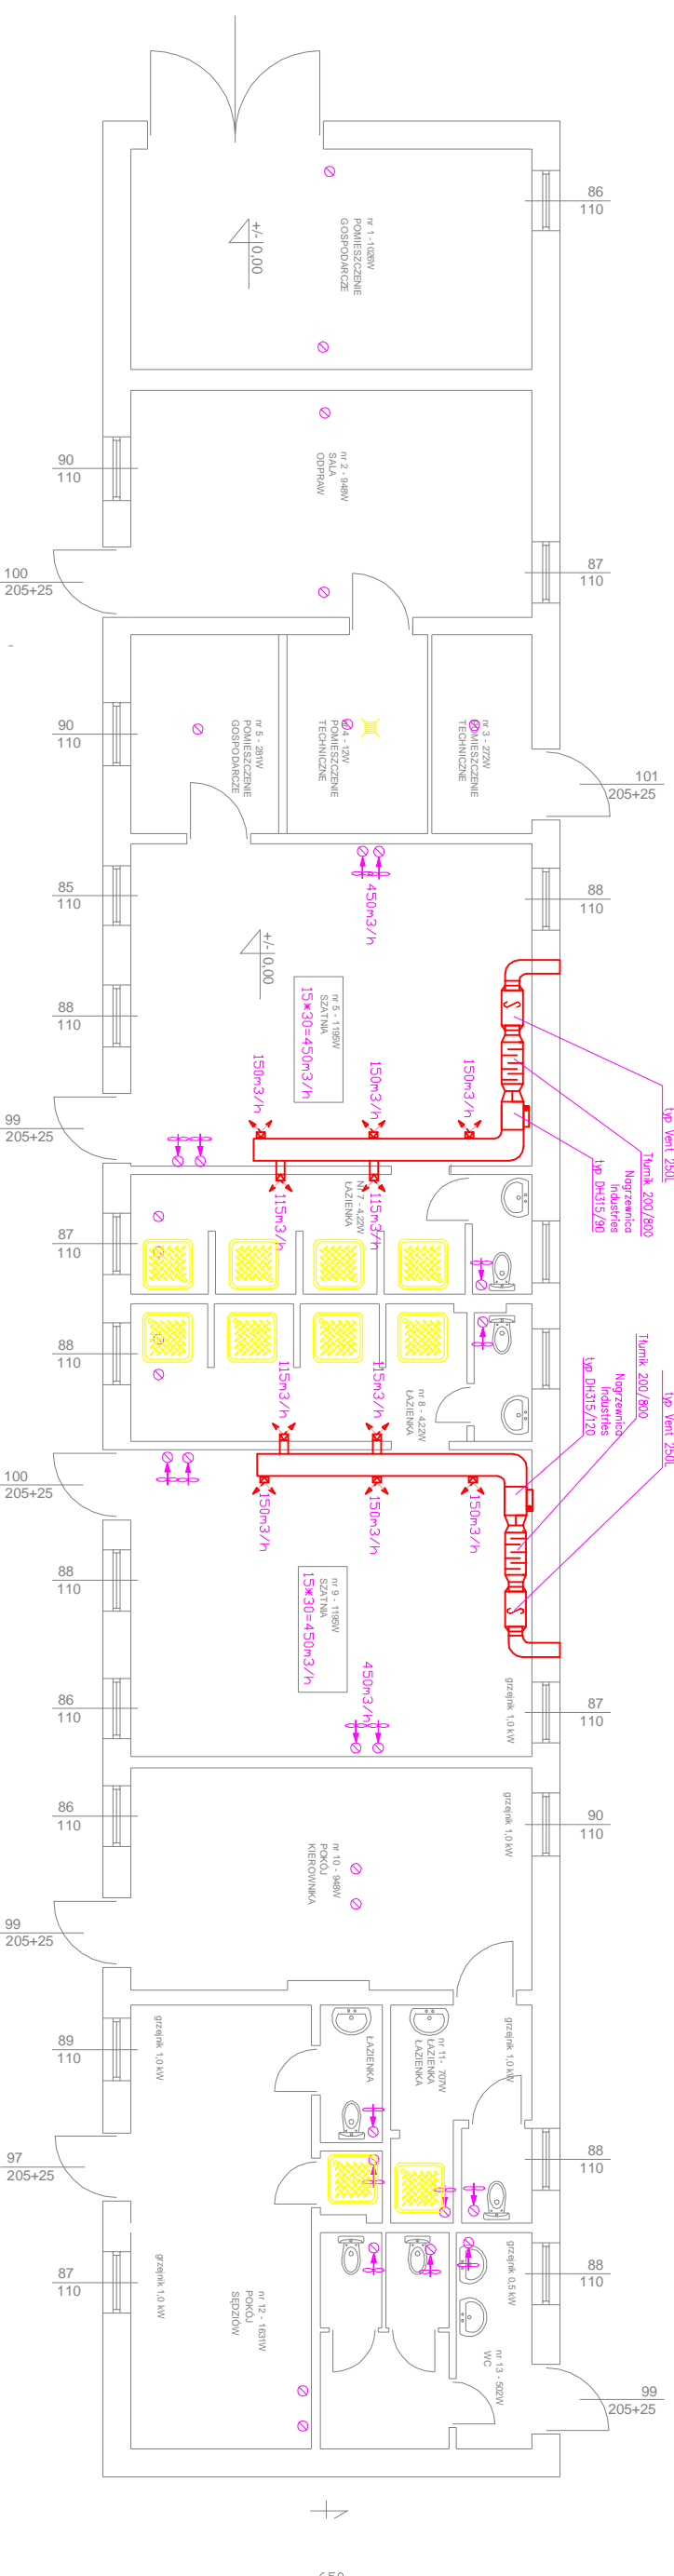 86
110
nr 1 -1026W
POMIESZCZENIE
GOSPODARCZE
+/- 0,00
90
110
nr 2 - 948W
SALA
ODPRAW
87
110
100
205+25
90
110
nr 5 - 281W
POMIESZCZENIE
GOSPODARCZE
nr 4 - 12W
POMIESZCZENIE
TECHNICZNE
nr 3 - 272W
POMIESZCZENIE
TECHNICZNE
101
205+25
85
110
450m3/h
88
110
+/- 0,00
88
110
nr 5 - 1195W
SZATNIA
15*30=450m3/h
typ Vent 250L
Tłumik 200/800
Nagrzewnica
Industries
typ DH315/90
99
205+25
150m3/h
150m3/h
150m3/h
115m3/h
115m3/h
Nr 7 - 4,22W
ŁAZIENKA
87
110
88
110
115m3/h
115m3/h
nr 8 - 4,22W
ŁAZIENKA
typ Vent 250L
Tłumik 200/800
Nagrzewnica
Industries
typ DH315/120
100
205+25
150m3/h
150m3/h
150m3/h
88
110
nr 9 - 1195W
SZATNIA
15*30=450m3/h
86
110
450m3/h
grzejnik 1,0 kW
87
110
86
110
grzejnik 1,0 kW
90
110
nr 10 - 948W
POKÓJ
KIEROWNIKA
99
205+25
89
110
grzejnik 1,0 kW
ŁAZIENKA
nr 11 - 707W
ŁAZIENKA
ŁAZIENKA
grzejnik 1,0 kW
88
110
97
205+25
87
110
grzejnik 1,0 kW
nr 12 - 1631W
POKÓJ
SĘDZIÓW
grzejnik 0,5 kW
88
110
nr 13 - 502W
WC
99
205+25